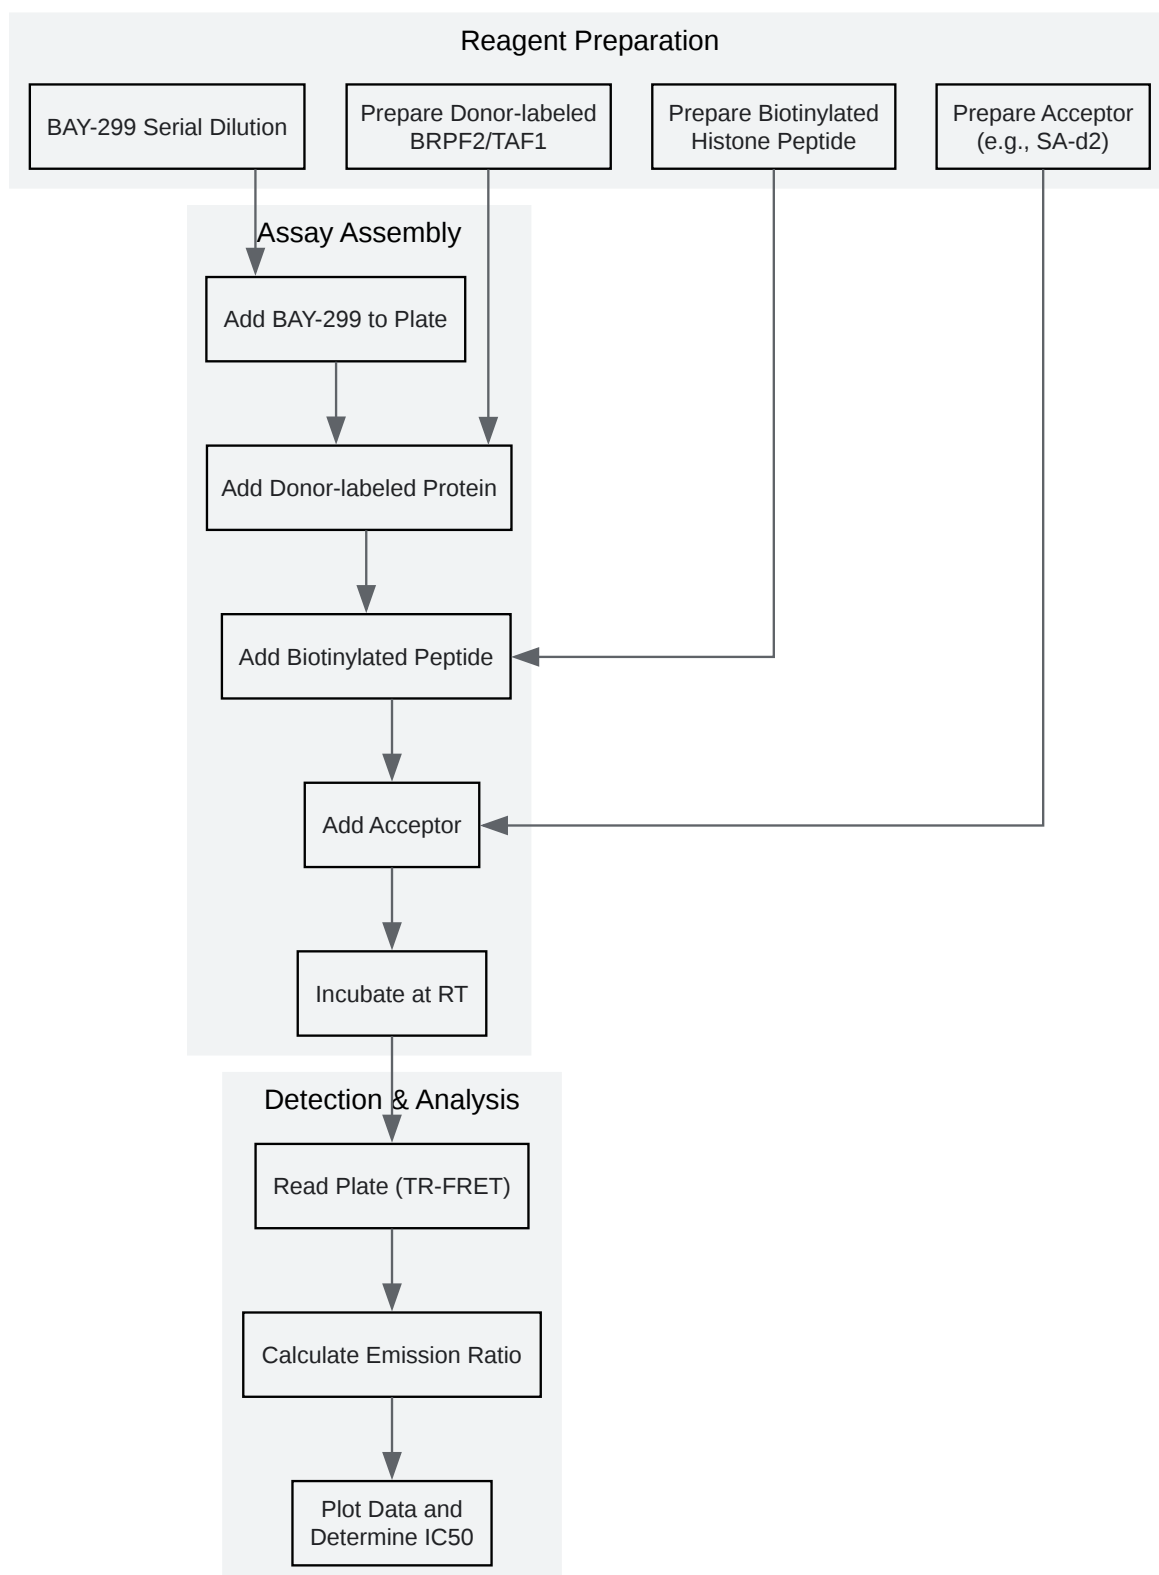 Reagent Preparation
BAY-299 Serial Dilution
Prepare Donor-labeled
BRPF2/TAF1
Prepare Biotinylated
Histone Peptide
Prepare Acceptor
(e.g., SA-d2)
Assay Assembly
Add BAY-299 to Plate
Add Donor-labeled Protein
Add Biotinylated Peptide
Add Acceptor
Incubate at RT
Detection & Analysis
Read Plate (TR-FRET)
Calculate Emission Ratio
Plot Data and
Determine IC50